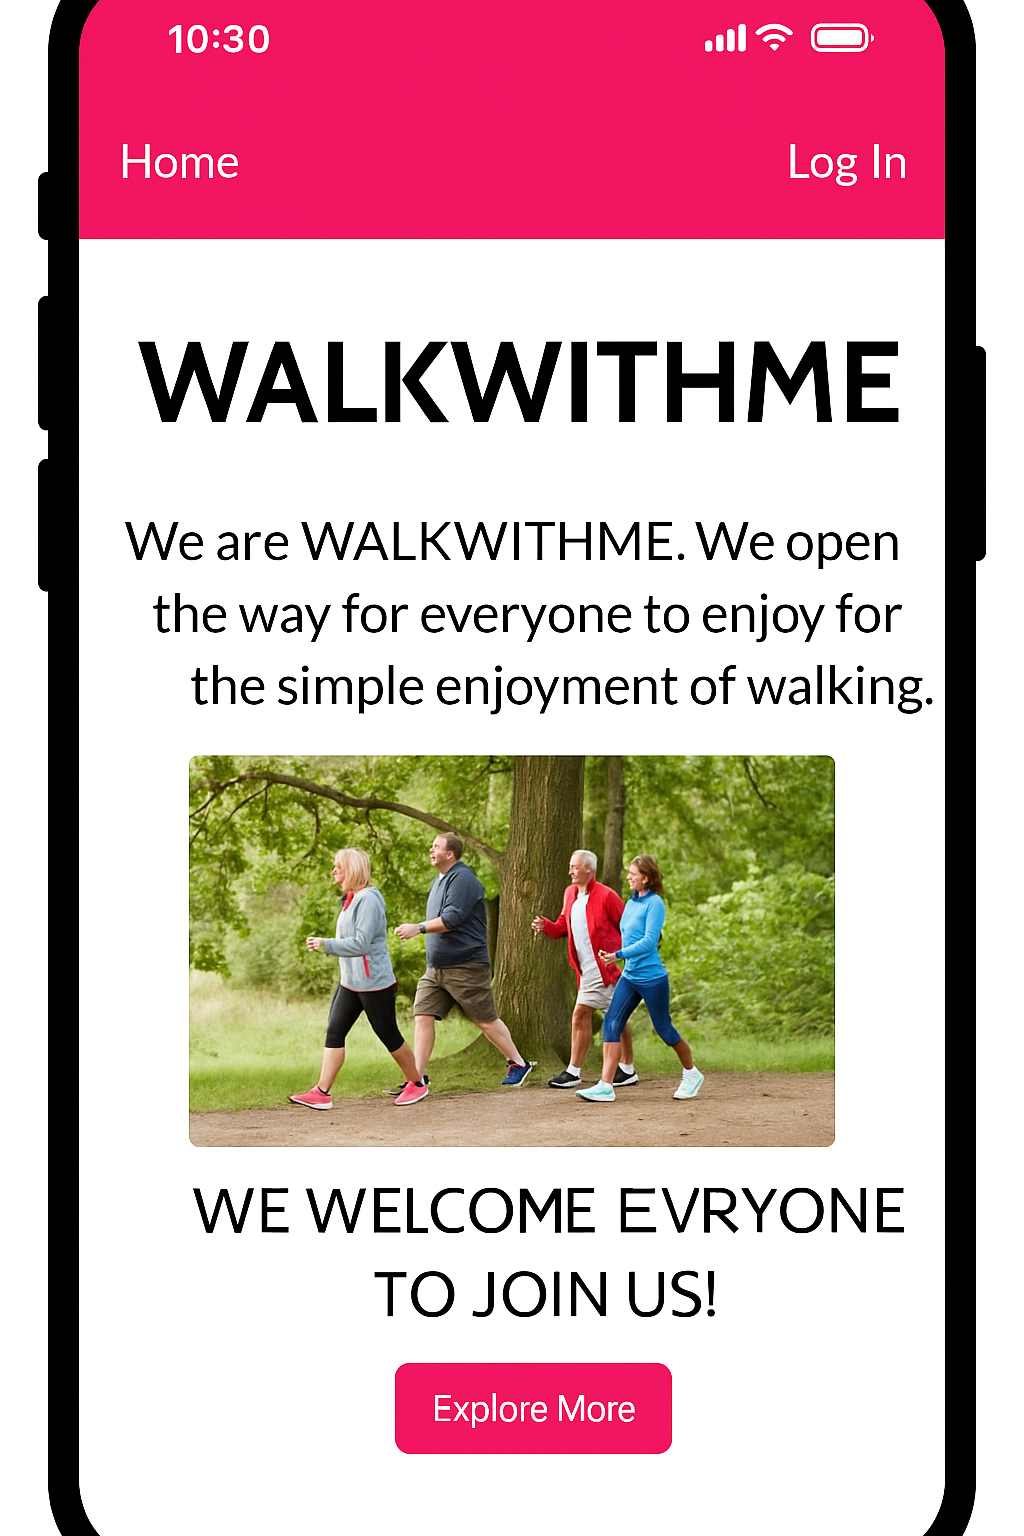 10:30
Home Log In
WALKWITHME
We are WALKWITHME. We open
the way for everyone to enjoy for
the simple enjoyment of walking.
WE WELCOME EVRYONE
TO JOIN US!
Explore More